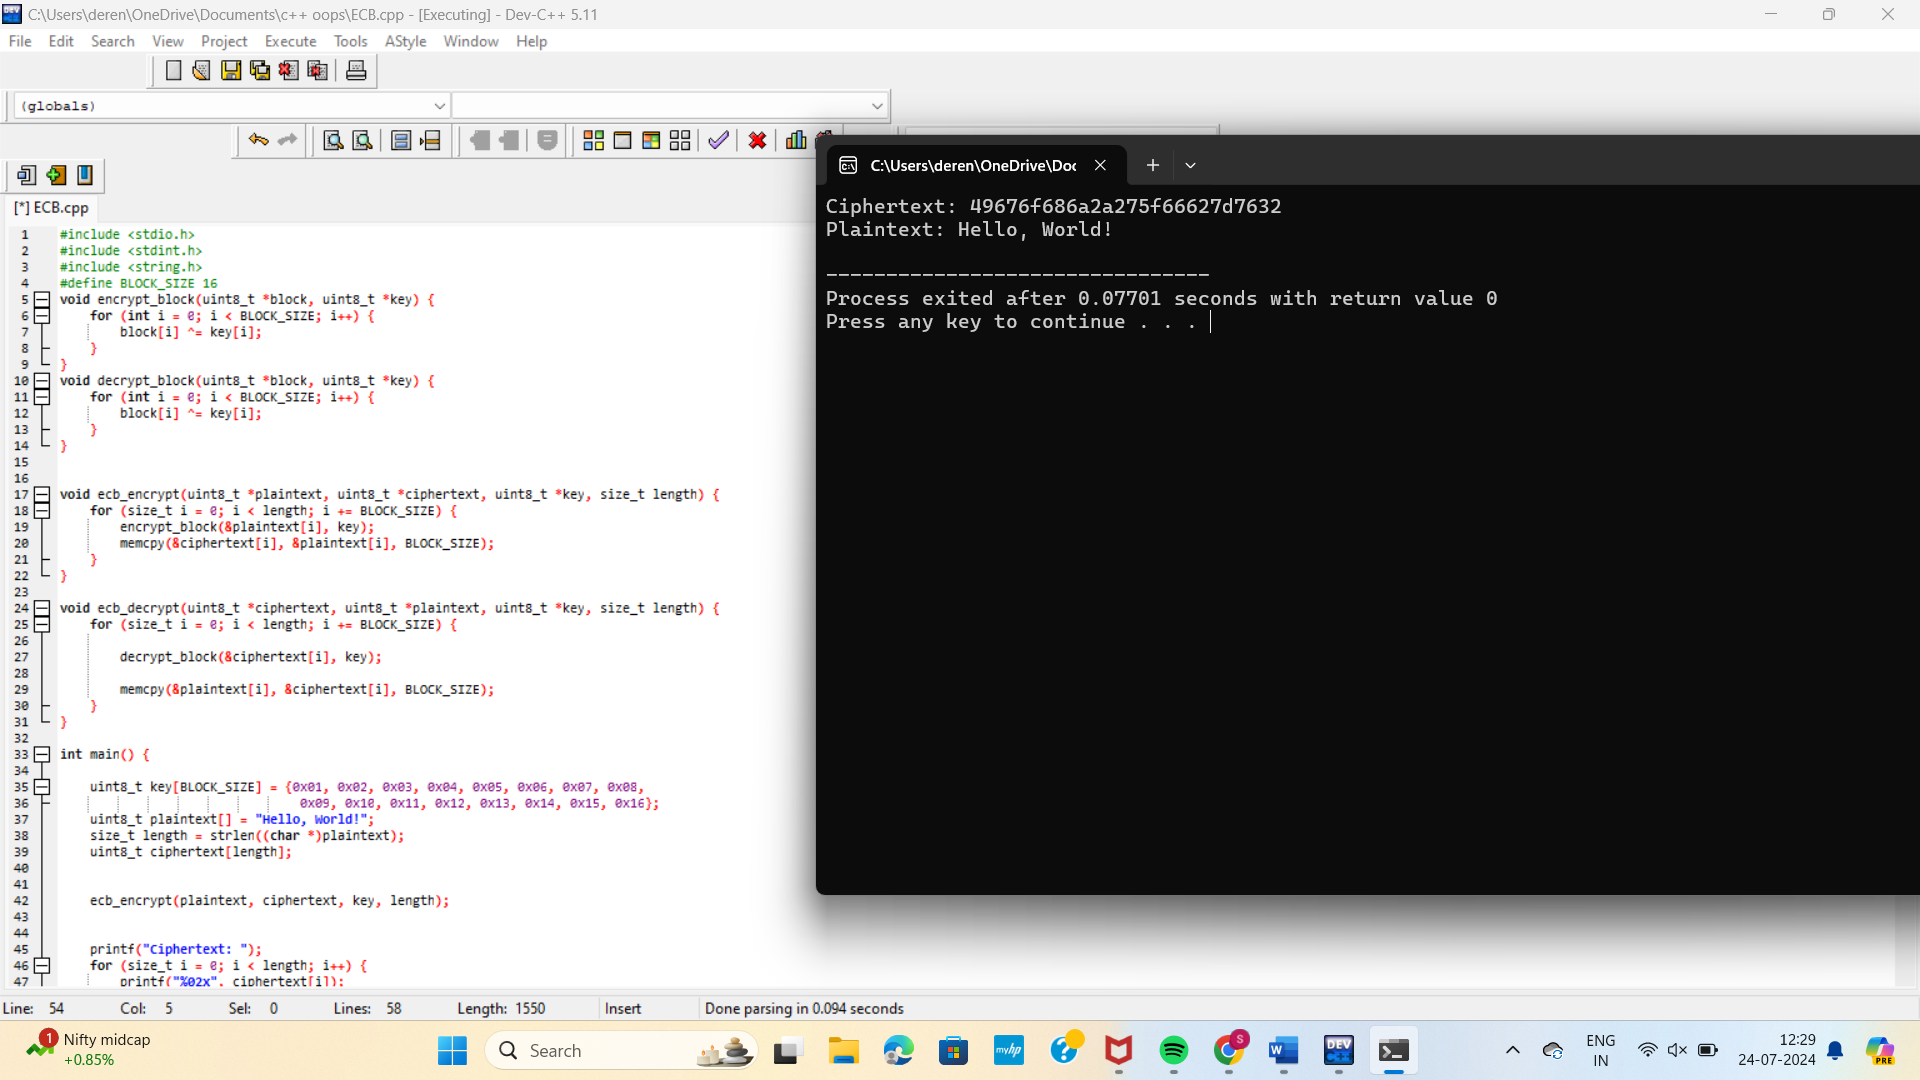 C:\Users\deren\OneDrive\Documents\c++ oops\ECB.cpp - [Executing] - Dev-C++ 5.11
File Edit Search View Project Execute Tools AStyle Window Help
(globals)
[*] ECB.cpp
1 #include <stdio.h>
2 #include <stdint.h>
3 #include <string.h>
4 #define BLOCK_SIZE 16
5 void encrypt_block(uint8_t *block, uint8_t *key) {
6 for (int i = 0; i < BLOCK_SIZE; i++) {
7 block[i] ^= key[i];
8 }
9 }
10 void decrypt_block(uint8_t *block, uint8_t *key) {
11 for (int i = 0; i < BLOCK_SIZE; i++) {
12 block[i] ^= key[i];
13 }
14 }
15
16
17 void ecb_encrypt(uint8_t *plaintext, uint8_t *ciphertext, uint8_t *key, size_t length) {
18 for (size_t i = 0; i < length; i += BLOCK_SIZE) {
19 encrypt_block(&plaintext[i], key);
20 memcpy(&ciphertext[i], &plaintext[i], BLOCK_SIZE);
21 }
22 }
23
24 void ecb_decrypt(uint8_t *ciphertext, uint8_t *plaintext, uint8_t *key, size_t length) {
25 for (size_t i = 0; i < length; i += BLOCK_SIZE) {
26
27 decrypt_block(&ciphertext[i], key);
28
29 memcpy(&plaintext[i], &ciphertext[i], BLOCK_SIZE);
30 }
31 }
32
33 int main() {
34
35 uint8_t key[BLOCK_SIZE] = {0x01, 0x02, 0x03, 0x04, 0x05, 0x06, 0x07, 0x08,
36 0x09, 0x10, 0x11, 0x12, 0x13, 0x14, 0x15, 0x16};
37 uint8_t plaintext[] = "Hello, World!";
38 size_t length = strlen((char *)plaintext);
39 uint8_t ciphertext[length];
40
41
42 ecb_encrypt(plaintext, ciphertext, key, length);
43
44
45 printf("Ciphertext: ");
46 for (size_t i = 0; i < length; i++) {
47 printf("%02x", ciphertext[i]);
C:\Users\deren\OneDrive\Doc
Ciphertext: 49676f686a2a275f66627d7632
Plaintext: Hello, World!
--------------------------------
Process exited after 0.07701 seconds with return value 0
Press any key to continue . . .
Line: 54 Col: 5 Sel: 0 Lines: 58 Length: 1550 Insert Done parsing in 0.094 seconds
1
Nifty midcap
+0.85%
Search
myhp
?
S
W
DEV
C++
ENG
IN
12:29
24-07-2024
PRE